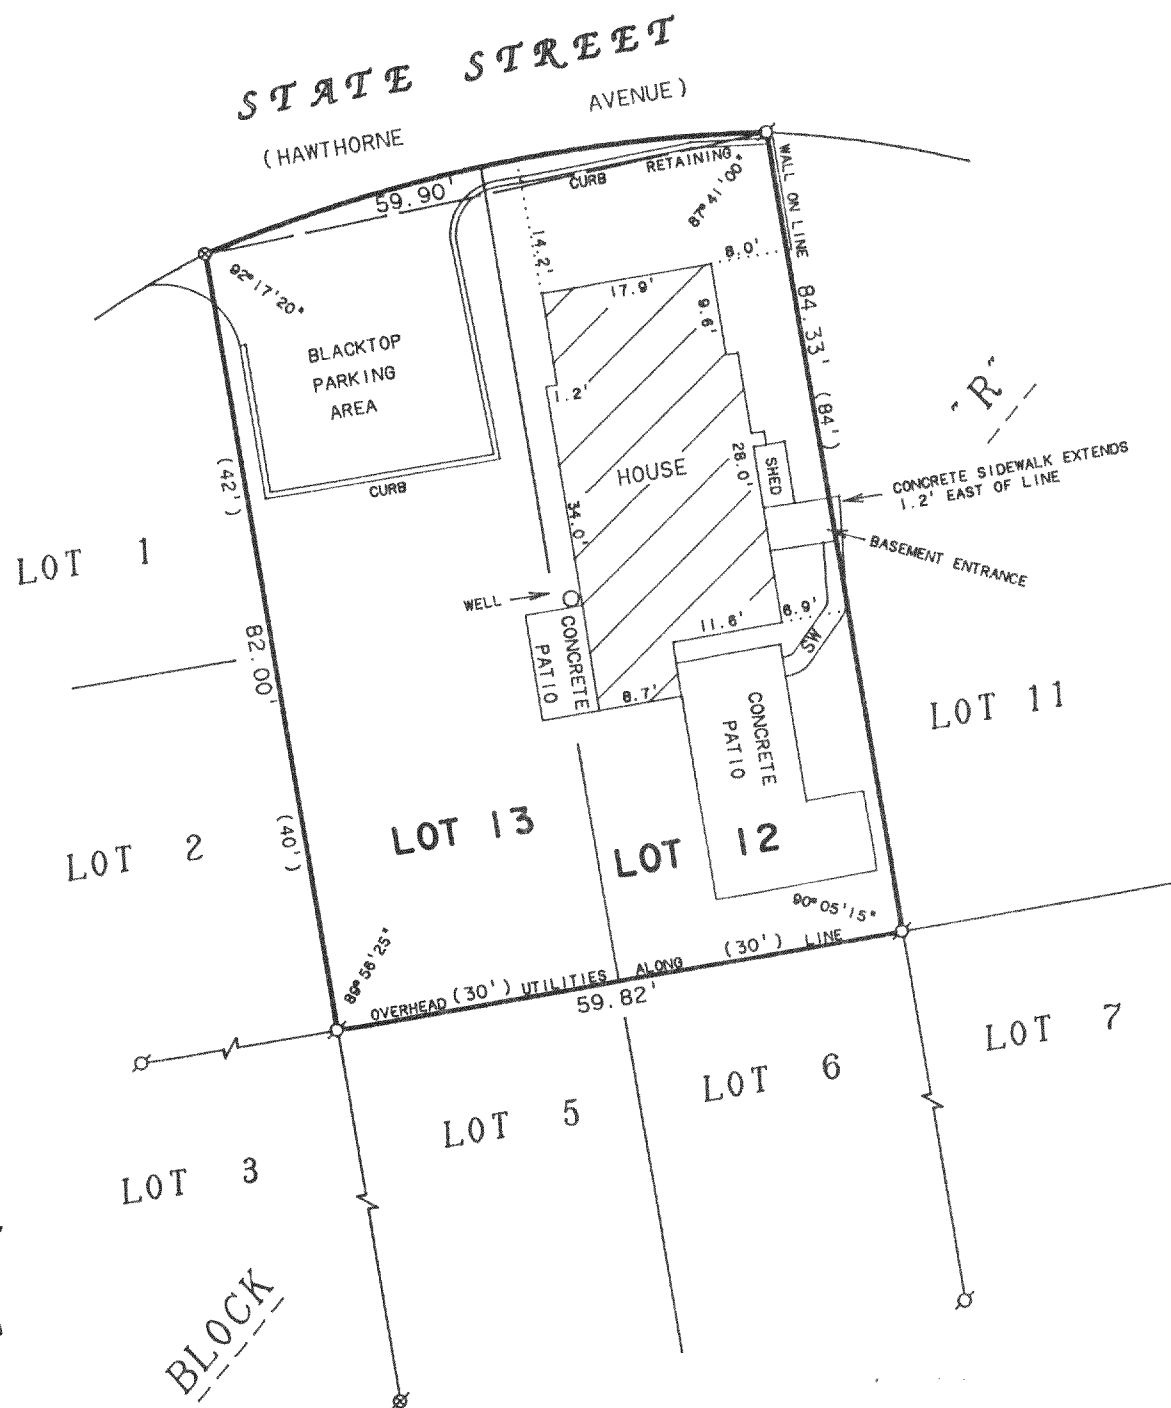 STATE STREET
(HAWTHORNE AVENUE)
59.90'
CURB
RETAINING
WALL ON LINE
87°41'00"
92°17'20"
14.2'
8.0'
17.9'
9.6'
84.33'
(84')
BLACKTOP
PARKING
AREA
1.2'
"R"
HOUSE
28.0'
SHED
CONCRETE SIDEWALK EXTENDS
1.2' EAST OF LINE
(42')
CURB
34.0'
BASEMENT ENTRANCE
LOT 1
WELL
CONCRETE
PATIO
11.6'
6.9'
SW
82.00'
8.7'
CONCRETE
PATIO
LOT 11
LOT 2
(40')
LOT 13
LOT 12
90°05'15"
89°56'25"
OVERHEAD (30') UTILITIES ALONG (30') LINE
59.82'
LOT 7
LOT 6
LOT 5
LOT 3
BLOCK